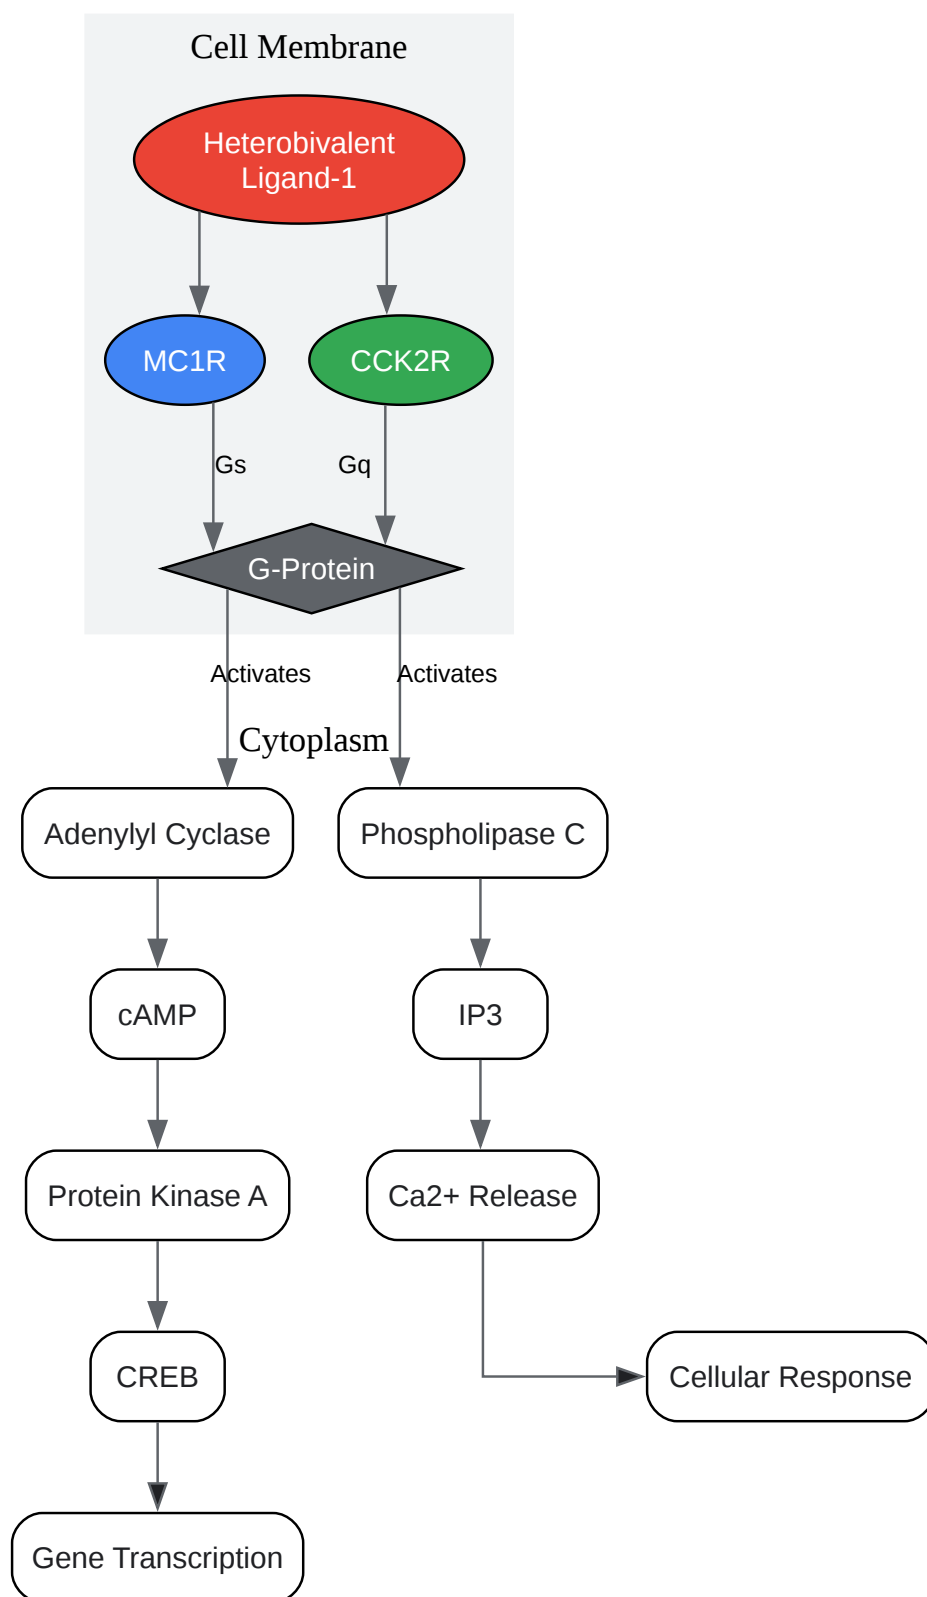 Cell Membrane
Heterobivalent
Ligand-1
MC1R
CCK2R
Gs
Gq
G-Protein
Activates
Activates
Cytoplasm
Adenylyl Cyclase
Phospholipase C
cAMP
IP3
Protein Kinase A
Ca2+ Release
CREB
Cellular Response
Gene Transcription